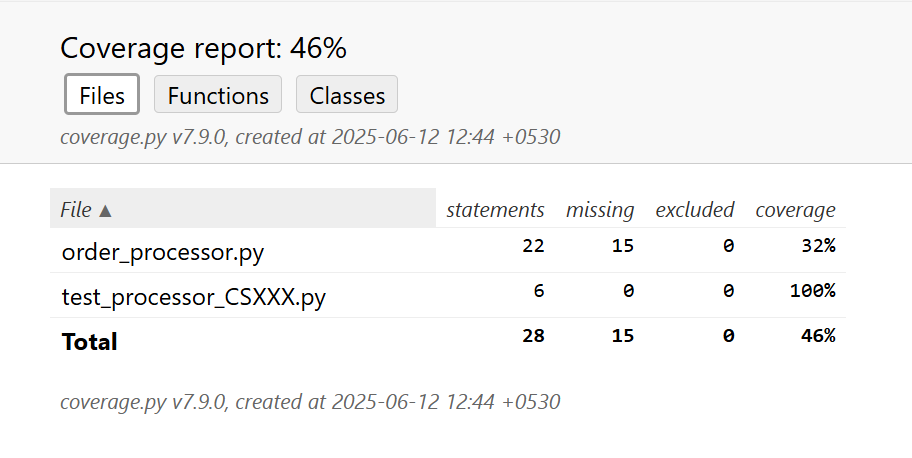 Coverage report: 46%
Files Functions Classes
coverage.py v7.9.0, created at 2025-06-12 12:44 +0530
File ▲ statements missing excluded coverage
order_processor.py 22 15 0 32%
test_processor_CSXXX.py 6 0 0 100%
Total 28 15 0 46%
coverage.py v7.9.0, created at 2025-06-12 12:44 +0530